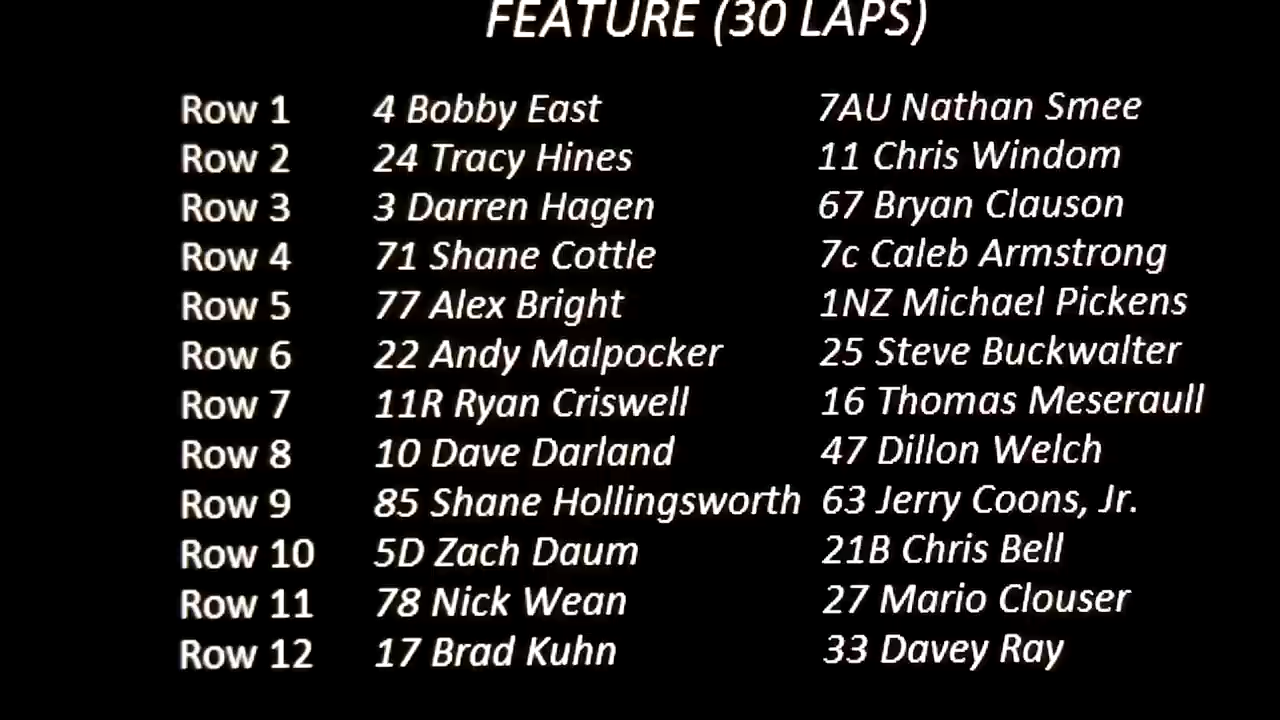 FEATURE (30 LAPS)
Row 1 4 Bobby East 7AU Nathan Smee
Row 2 24 Tracy Hines 11 Chris Windom
Row 3 3 Darren Hagen 67 Bryan Clauson
Row 4 71 Shane Cottle 7c Caleb Armstrong
Row 5 77 Alex Bright 1NZ Michael Pickens
Row 6 22 Andy Malpocker 25 Steve Buckwalter
Row 7 11R Ryan Criswell 16 Thomas Meseraull
Row 8 10 Dave Darland 47 Dillon Welch
Row 9 85 Shane Hollingsworth 63 Jerry Coons, Jr.
Row 10 5D Zach Daum 21B Chris Bell
Row 11 78 Nick Wean 27 Mario Clouser
Row 12 17 Brad Kuhn 33 Davey Ray